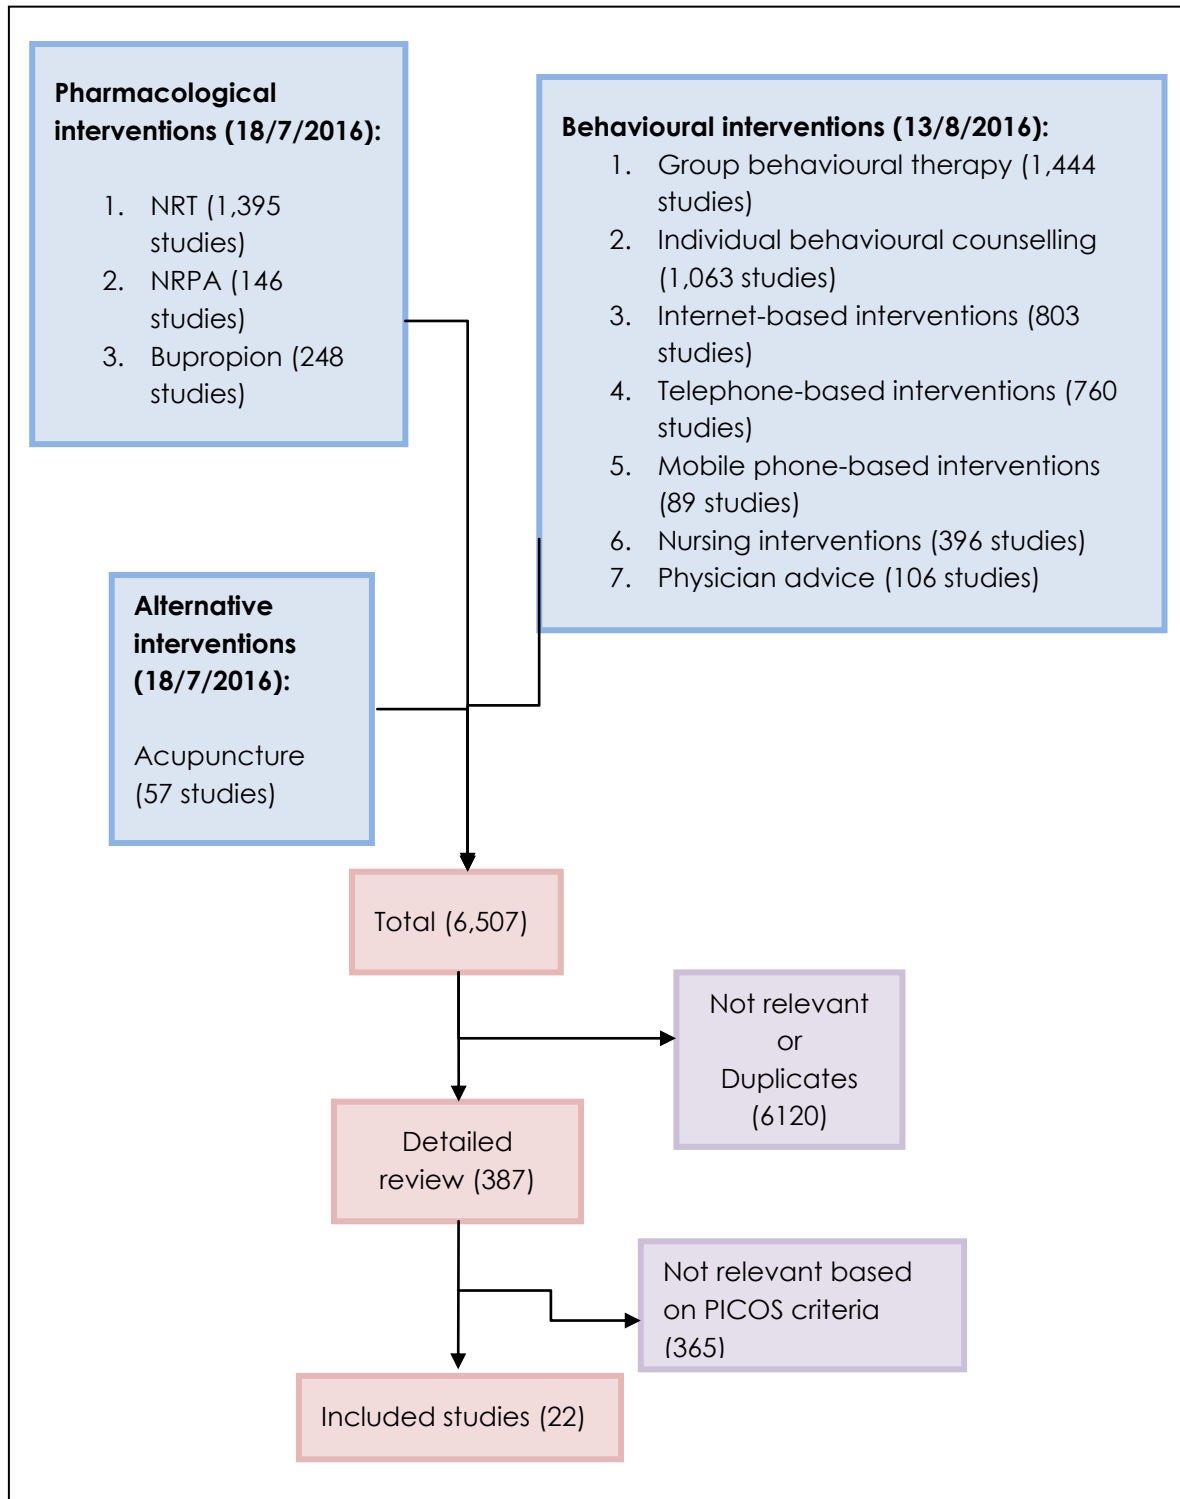 Pharmacological
interventions (18/7/2016):
1. NRT (1,395
studies)
2. NRPA (146
studies)
3. Bupropion (248
studies)
Behavioural interventions (13/8/2016):
1. Group behavioural therapy (1,444
studies)
2. Individual behavioural counselling
(1,063 studies)
3. Internet-based interventions (803
studies)
4. Telephone-based interventions (760
studies)
5. Mobile phone-based interventions
(89 studies)
6. Nursing interventions (396 studies)
7. Physician advice (106 studies)
Alternative
interventions
(18/7/2016):
Acupuncture
(57 studies)
Total (6,507)
Not relevant
or
Duplicates
(6120)
Detailed
review (387)
Not relevant based
on PICOS criteria
(365)
Included studies (22)